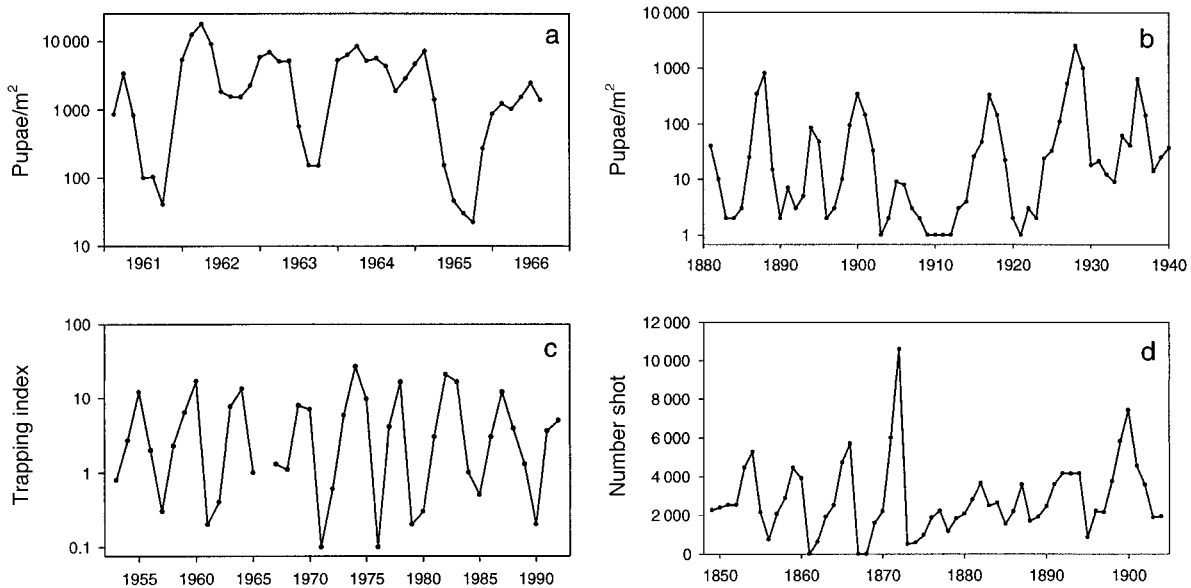 a
Pupae/m²
10 000
1000
100
10
1961 1962 1963 1964 1965 1966
b
Pupae/m²
10 000
1 000
100
10
1
1880 1890 1900 1910 1920 1930 1940
c
Trapping index
100
10
1
0.1
1955 1960 1965 1970 1975 1980 1985 1990
d
Number shot
12 000
10 000
8 000
6 000
4 000
2 000
0
1850 1860 1870 1880 1890 1900